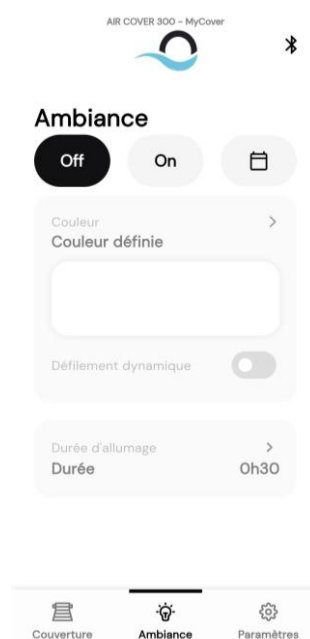 AIR COVER 300 - MyCover
Ambiance
Off On
Couleur
Couleur définie
Défilement dynamique
Durée d'allumage
Durée 0h30
Couverture Ambiance Paramètres